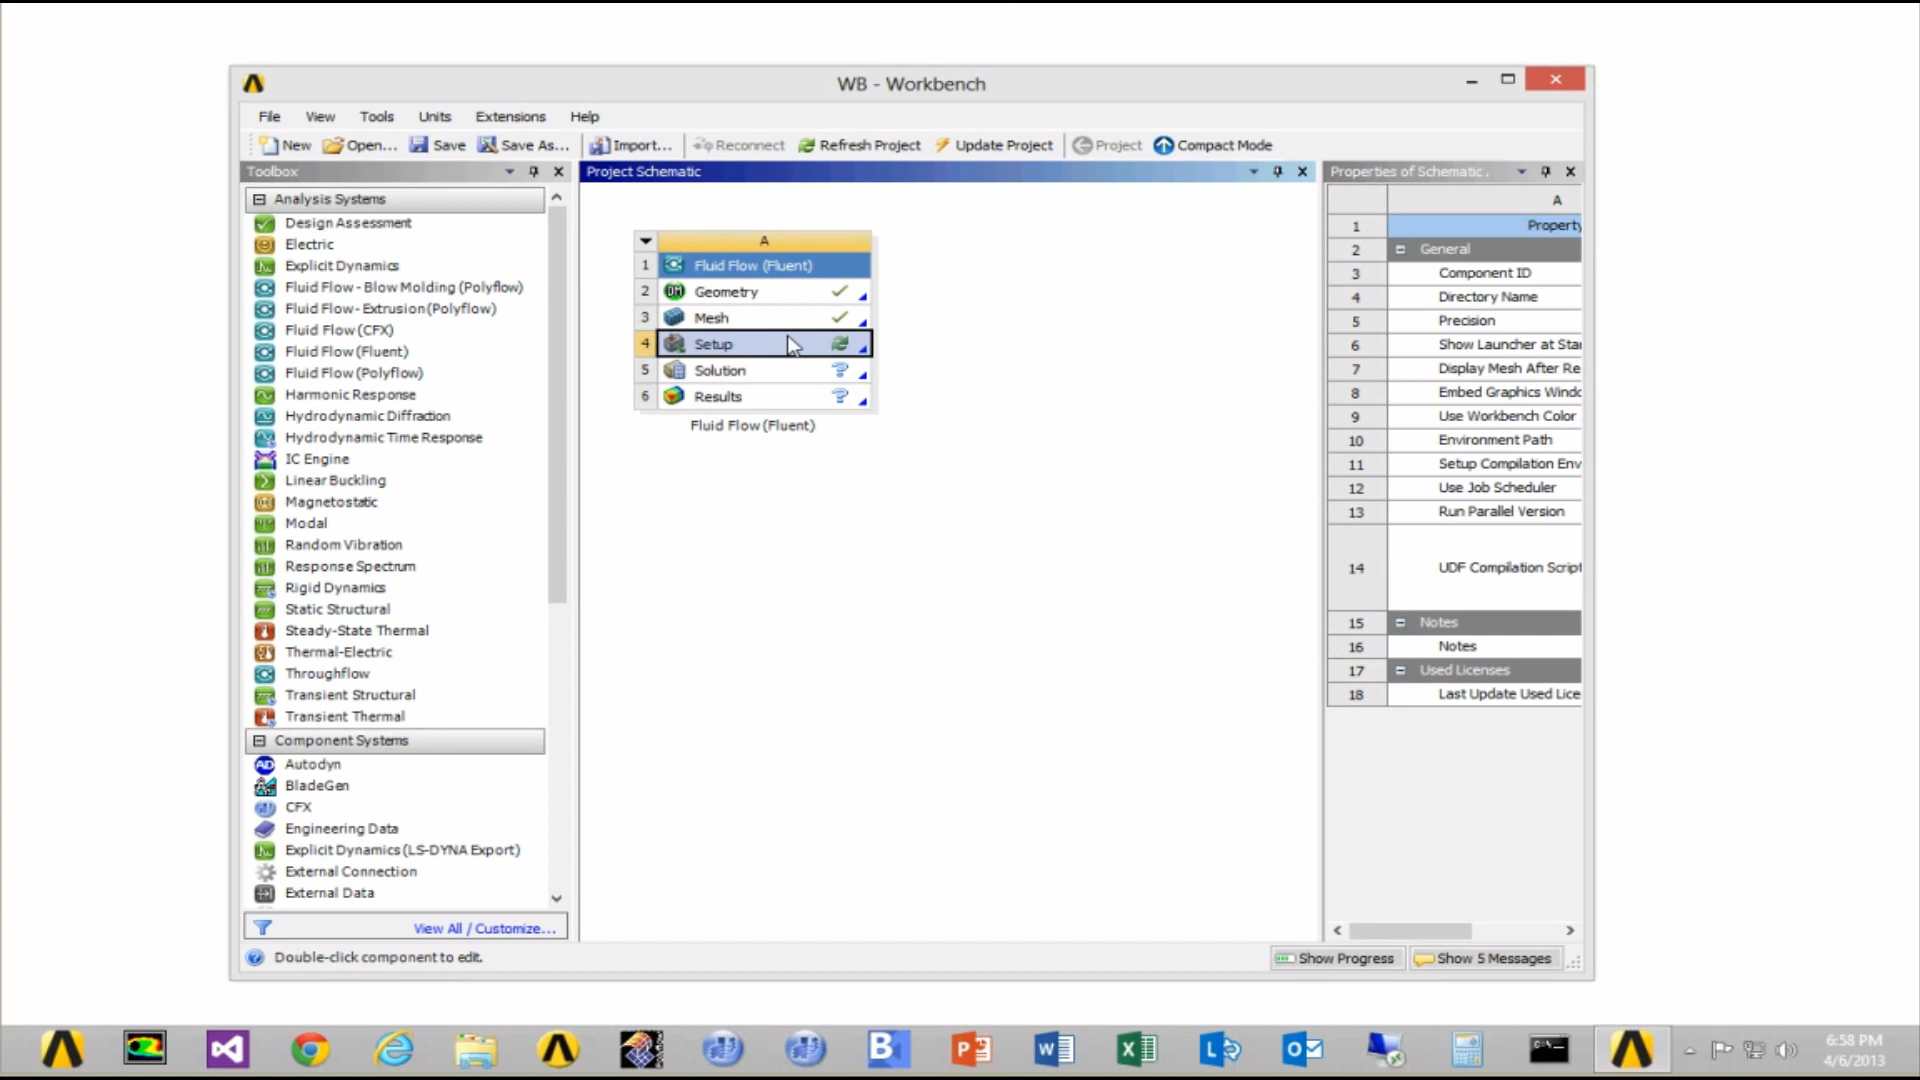 WB - Workbench
File View Tools Units Extensions Help
New Open... Save Save As... Import... Reconnect Refresh Project Update Project Project Compact Mode
Toolbox
Analysis Systems
Design Assessment
Electric
Explicit Dynamics
Fluid Flow - Blow Molding (Polyflow)
Fluid Flow - Extrusion (Polyflow)
Fluid Flow (CFX)
Fluid Flow (Fluent)
Fluid Flow (Polyflow)
Harmonic Response
Hydrodynamic Diffraction
Hydrodynamic Time Response
IC Engine
Linear Buckling
Magnetostatic
Modal
Random Vibration
Response Spectrum
Rigid Dynamics
Static Structural
Steady-State Thermal
Thermal-Electric
Throughflow
Transient Structural
Transient Thermal
Component Systems
Autodyn
BladeGen
CFX
Engineering Data
Explicit Dynamics (LS-DYNA Export)
External Connection
External Data
View All / Customize...
Project Schematic
A
1 Fluid Flow (Fluent)
2 Geometry
3 Mesh
4 Setup
5 Solution
6 Results
Fluid Flow (Fluent)
Properties of Schematic
A
1 Property
2 General
3 Component ID
4 Directory Name
5 Precision
6 Show Launcher at Star
7 Display Mesh After Re
8 Embed Graphics Windo
9 Use Workbench Color
10 Environment Path
11 Setup Compilation Env
12 Use Job Scheduler
13 Run Parallel Version
14 UDF Compilation Script
15 Notes
16 Notes
17 Used Licenses
18 Last Update Used Lice
Double-click component to edit.
Show Progress Show 5 Messages
6:58 PM
4/6/2013